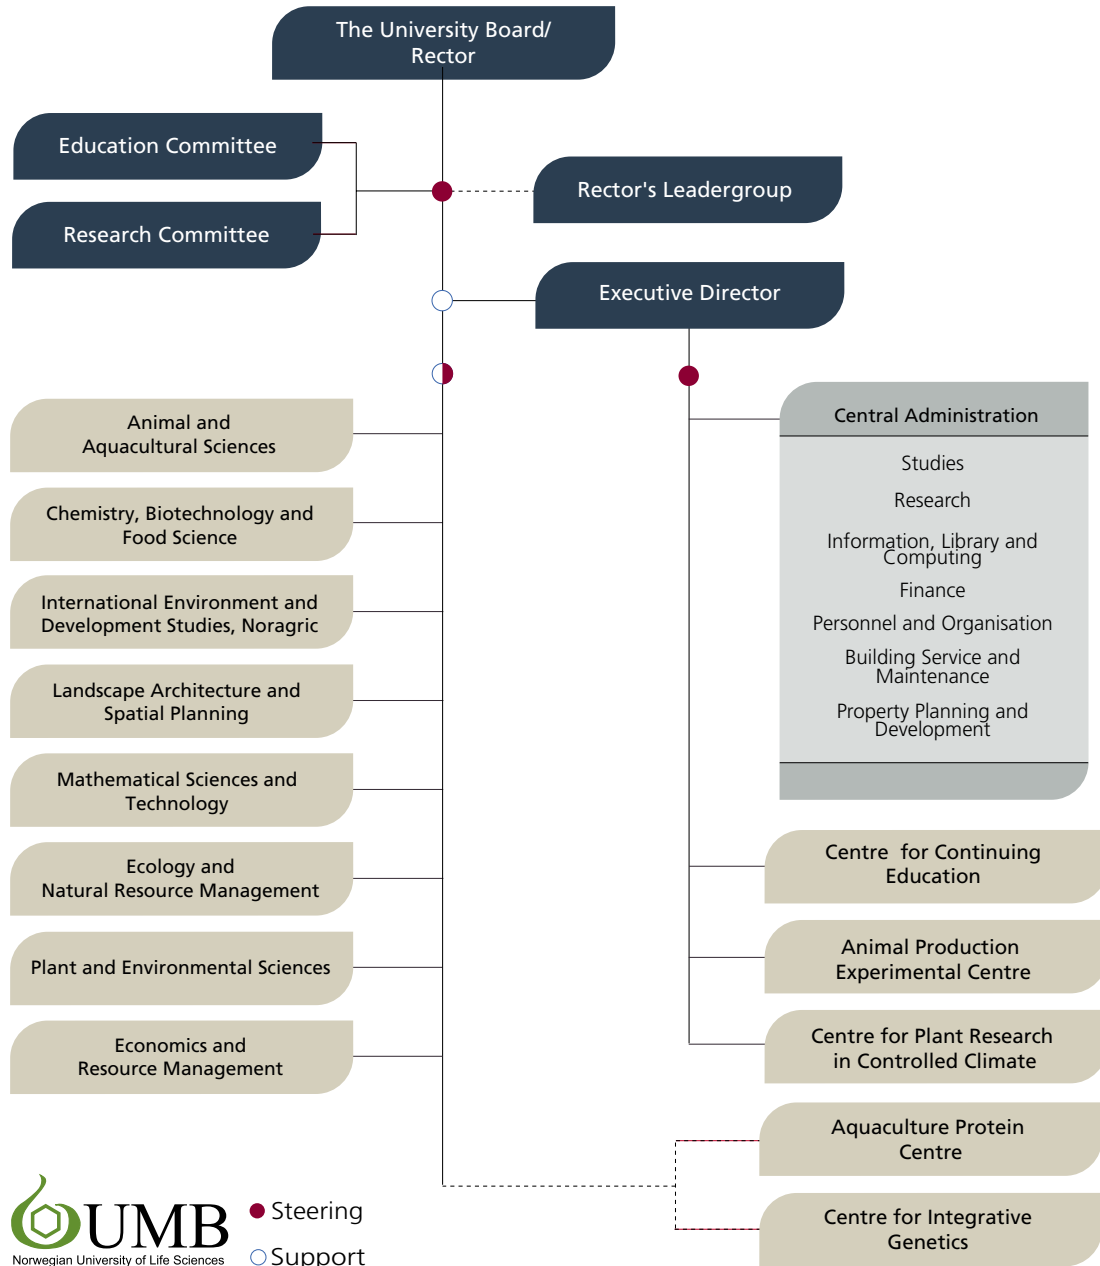 The University Board/
Rector
Education Committee
Research Committee
Rector's Leadergroup
Executive Director
Animal and
Aquacultural Sciences
Chemistry, Biotechnology and
Food Science
International Environment and
Development Studies, Noragric
Landscape Architecture and
Spatial Planning
Mathematical Sciences and
Technology
Ecology and
Natural Resource Management
Plant and Environmental Sciences
Economics and
Resource Management
Central Administration
Studies
Research
Information, Library and
Computing
Finance
Personnel and Organisation
Building Service and
Maintenance
Property Planning and
Development
Centre for Continuing
Education
Animal Production
Experimental Centre
Centre for Plant Research
in Controlled Climate
Aquaculture Protein
Centre
Centre for Integrative
Genetics
UMB
Norwegian University of Life Sciences
Steering
Support